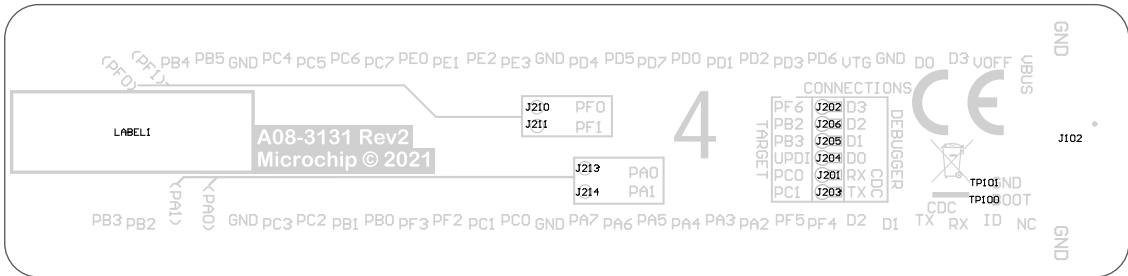 GND
(PF0) (PF1) PB4 PB5 GND PC4 PC5 PC6 PC7 PE0 PE1 PE2 PE3 GND PD4 PD5 PD7 PD0 PD1 PD2 PD3 PD6 VTG GND D0 D3 VOFF VBUS
CONNECTIONS
TARGET
DEBUGGER
CDC
PF6 J202 D3
PB2 J206 D2
PB3 J205 D1
UPDI J204 D0
PC0 J201 RX
PC1 J203 TX
J210 PF0
J211 PF1
4
CE
LABEL1
A08-3131 Rev2
Microchip © 2021
J102
J213 PA0
J214 PA1
TP101 GND
TP100 BOOT
PB3 PB2 (PA1) (PA0) GND PC3 PC2 PB1 PB0 PF3 PF2 PC1 PC0 GND PA7 PA6 PA5 PA4 PA3 PA2 PF5 PF4 D2 D1 CDC TX RX ID NC
GND